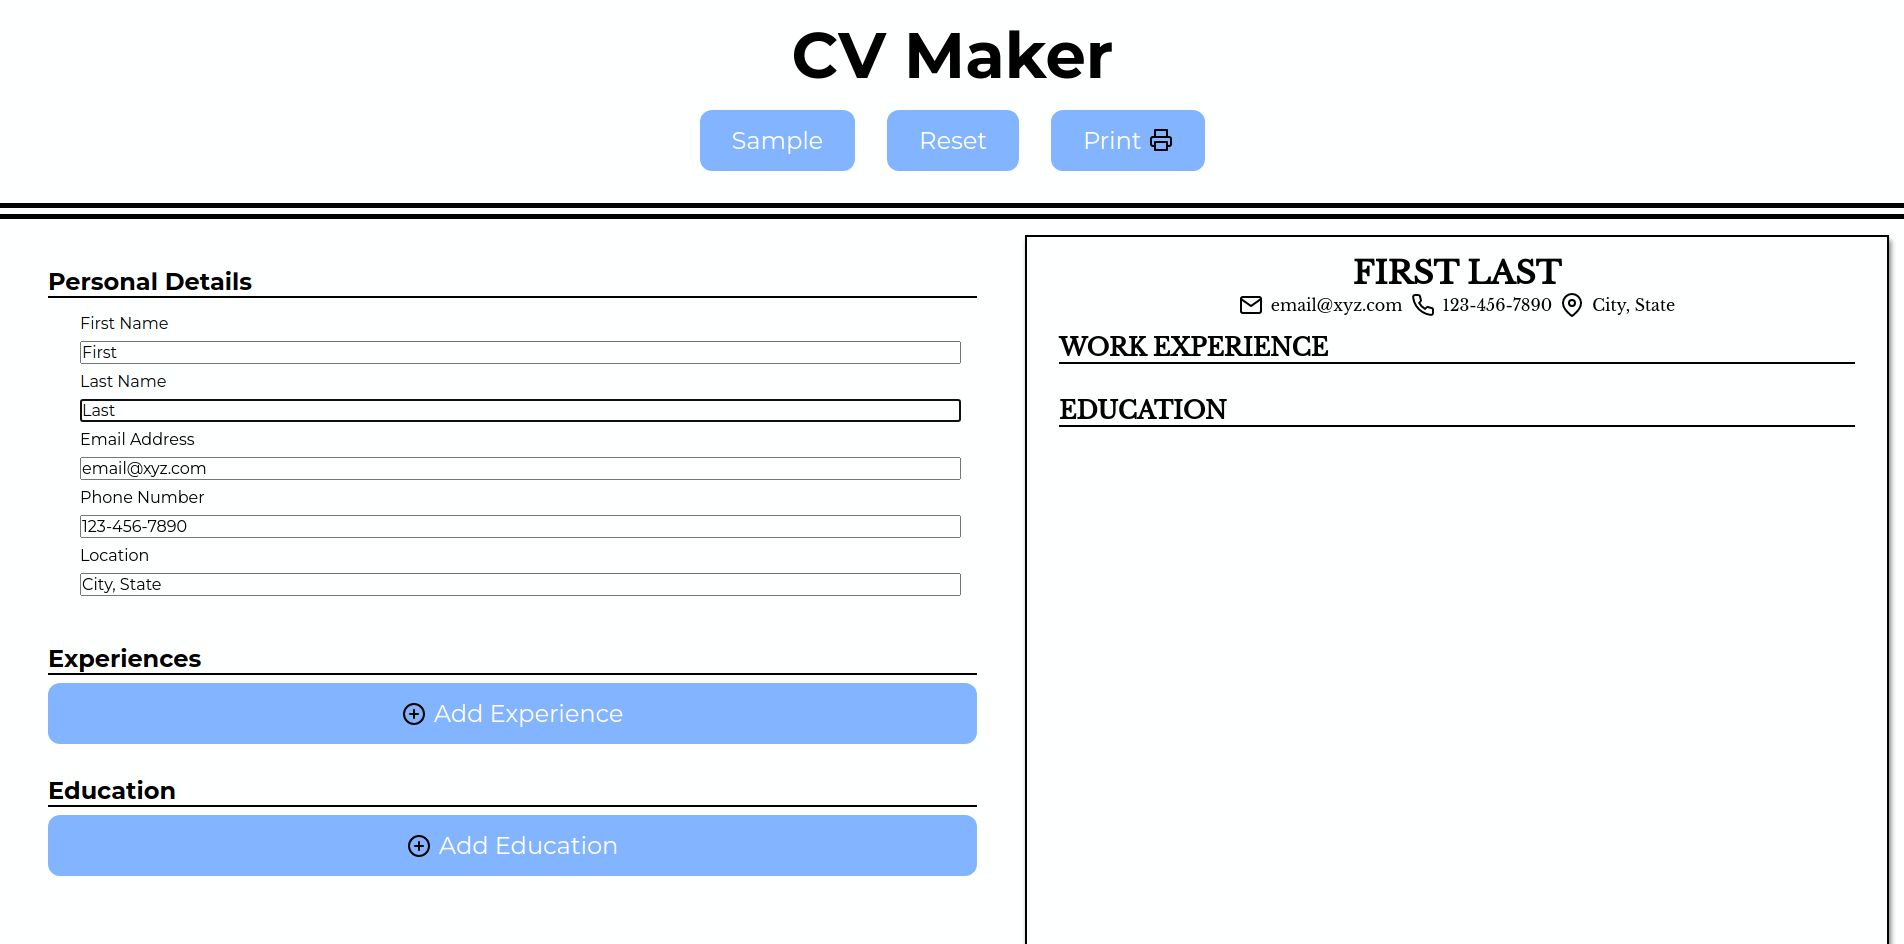 CV Maker
Sample
Reset
Print
Personal Details
First Name
First
Last Name
Last
Email Address
email@xyz.com
Phone Number
123-456-7890
Location
City, State
Experiences
Add Experience
Education
Add Education
FIRST LAST
email@xyz.com 123-456-7890 City, State
WORK EXPERIENCE
EDUCATION